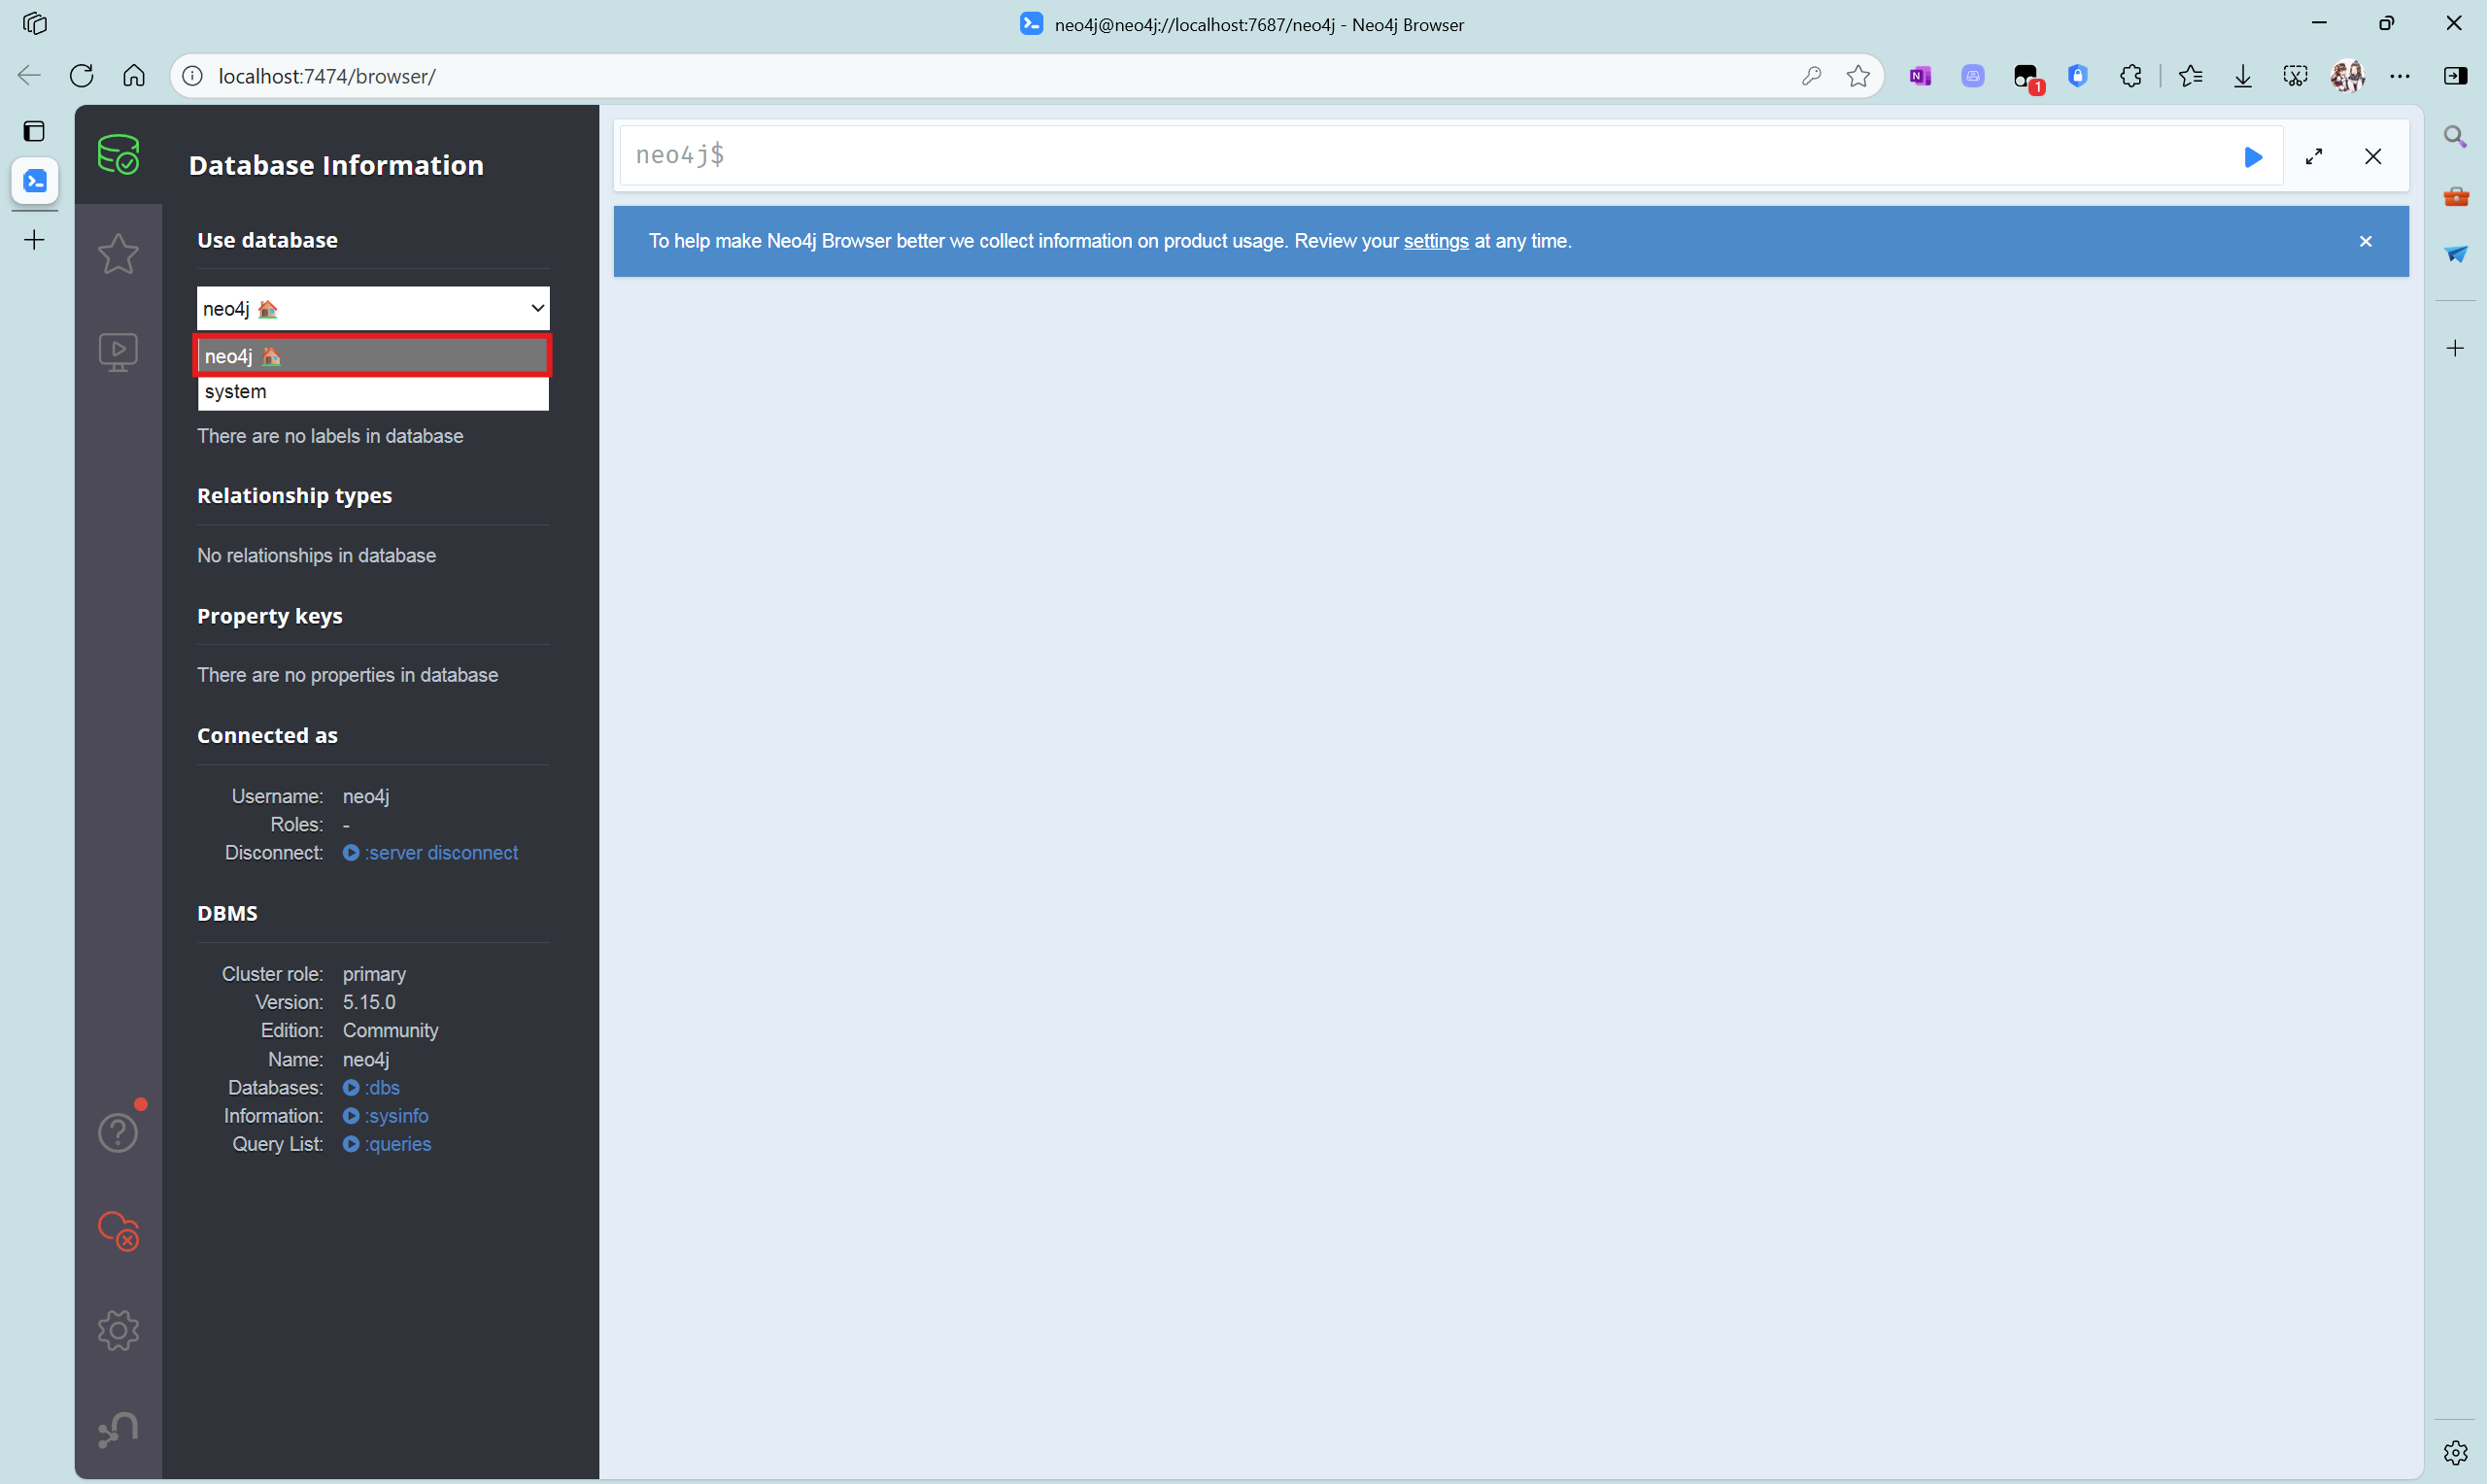 neo4j@neo4j://localhost:7687/neo4j - Neo4j Browser
localhost:7474/browser/
1
Database Information
neo4j$
Use database
To help make Neo4j Browser better we collect information on product usage. Review your settings at any time.
neo4j
neo4j
system
There are no labels in database
Relationship types
No relationships in database
Property keys
There are no properties in database
Connected as
Username: neo4j
Roles: -
Disconnect: :server disconnect
DBMS
Cluster role: primary
Version: 5.15.0
Edition: Community
Name: neo4j
Databases: :dbs
Information: :sysinfo
Query List: :queries